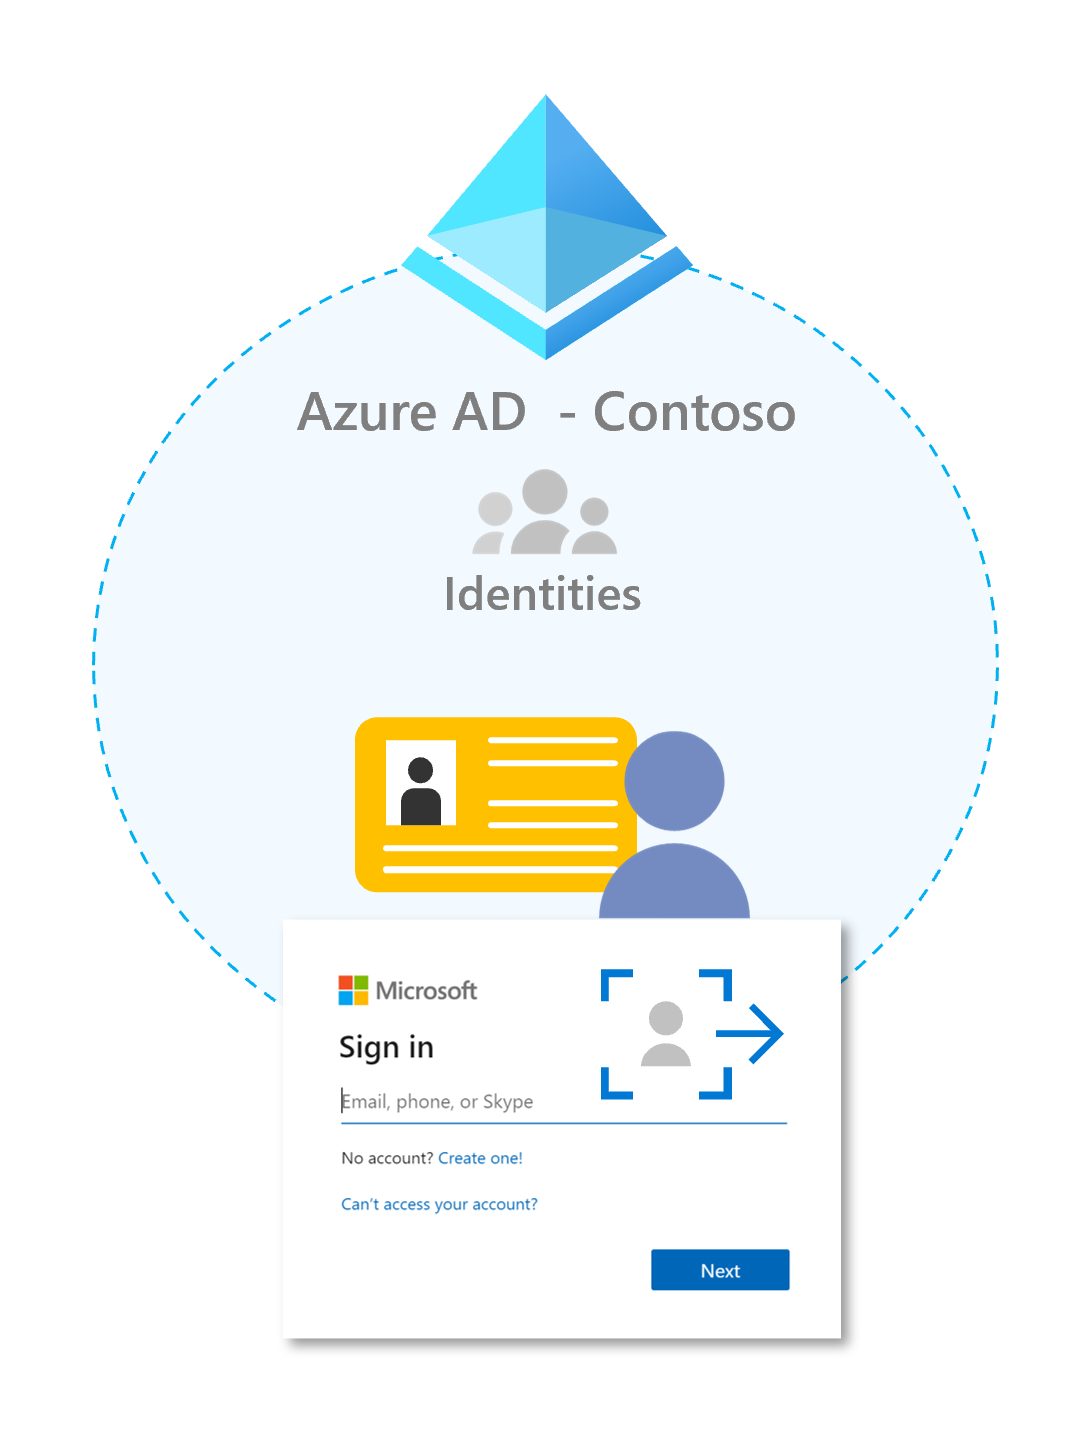 Azure AD - Contoso
Identities
Microsoft
Sign in
Email, phone, or Skype
No account? Create one!
Can't access your account?
Next